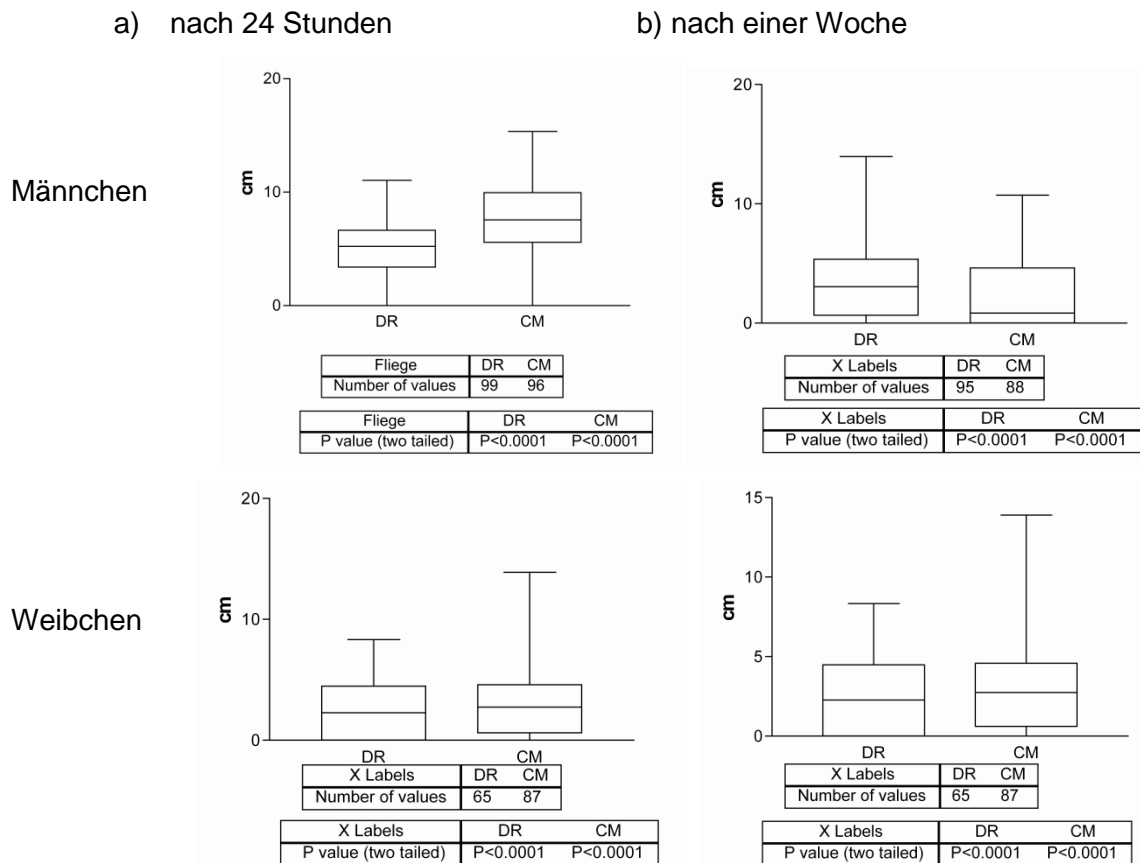 a) nach 24 Stunden
b) nach einer Woche
Männchen
20
10
0
cm
DR CM
Fliege DR CM
Number of values 99 96
Fliege DR CM
P value (two tailed) P<0.0001 P<0.0001
20
10
0
cm
DR CM
X Labels DR CM
Number of values 95 88
X Labels DR CM
P value (two tailed) P<0.0001 P<0.0001
Weibchen
20
10
0
cm
DR CM
X Labels DR CM
Number of values 65 87
X Labels DR CM
P value (two tailed) P<0.0001 P<0.0001
15
10
5
0
cm
DR CM
X Labels DR CM
Number of values 65 87
X Labels DR CM
P value (two tailed) P<0.0001 P<0.0001